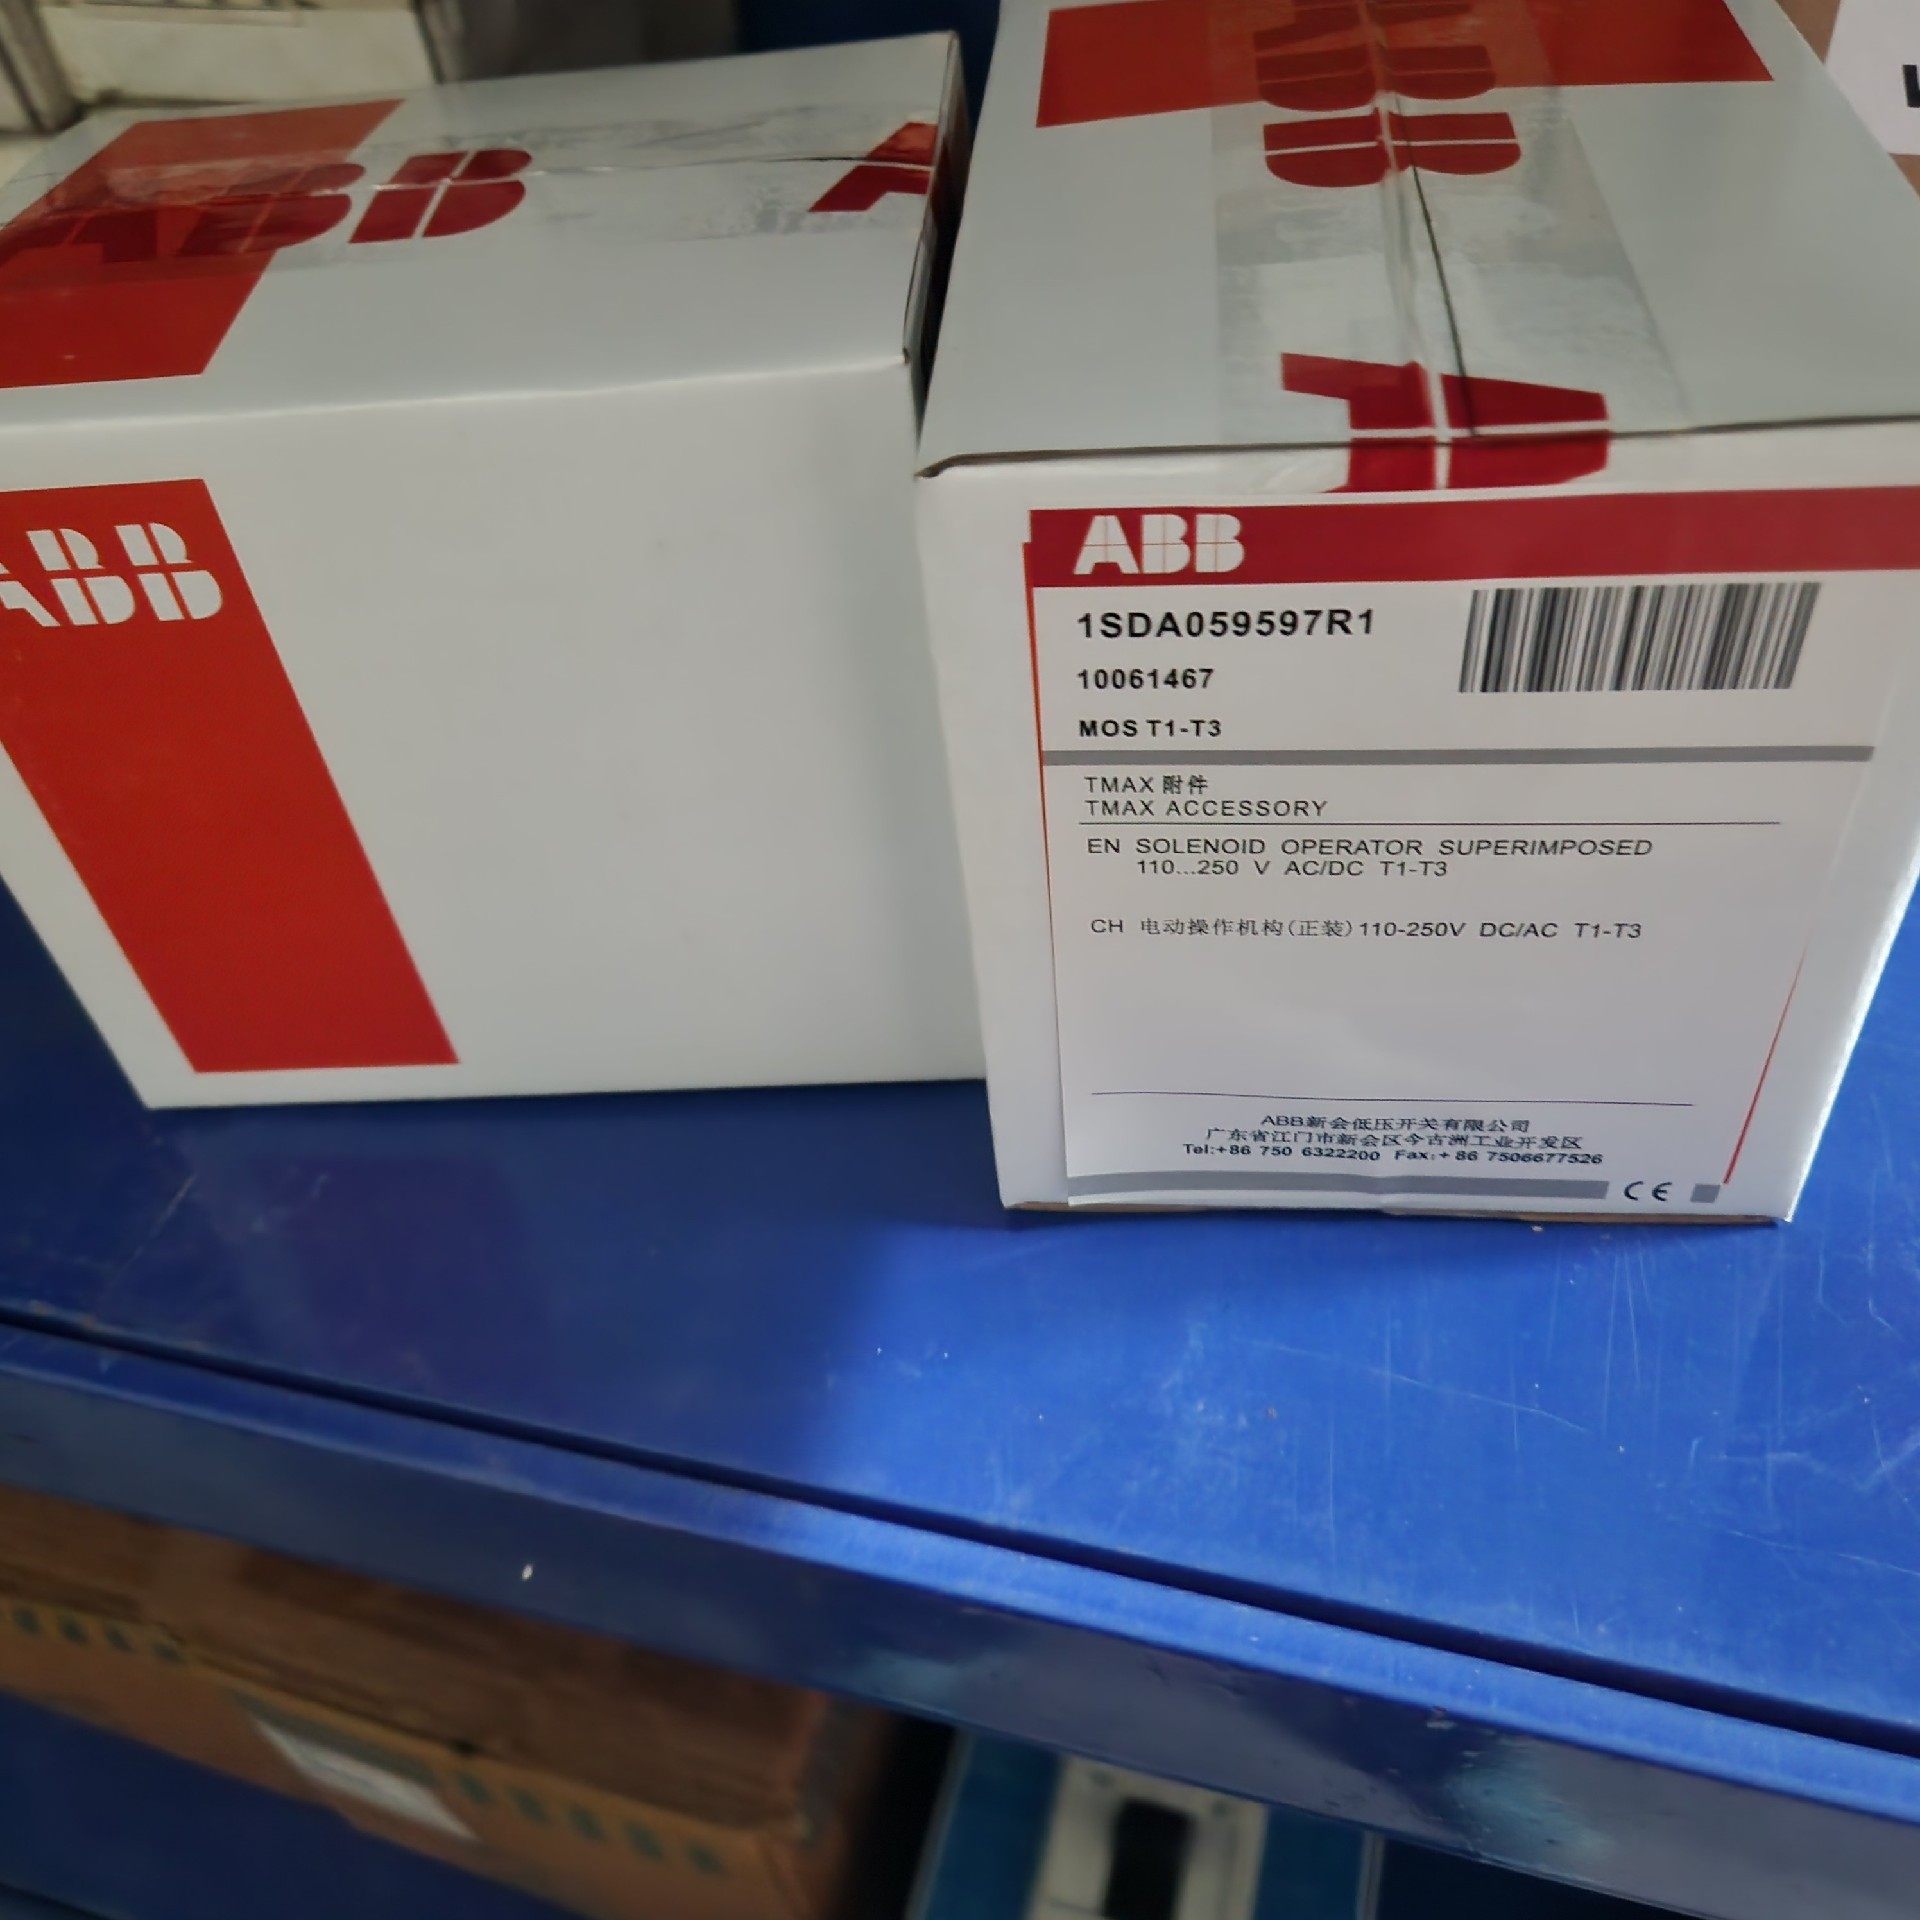 ABB
ABB
A
ABB
ABB
A
ABB
1SDA059597R1
10061467
MOS T1-T3
TMAX 附件
TMAX ACCESSORY
EN SOLENOID OPERATOR SUPERIMPOSED
110...250 V AC/DC T1-T3
CH 电动操作机构(正装)110-250V DC/AC T1-T3
ABB新会低压开关有限公司
广东省江门市新会区今古洲工业开发区
Tel:+86 750 6322200 Fax:+ 86 7506677526
CE